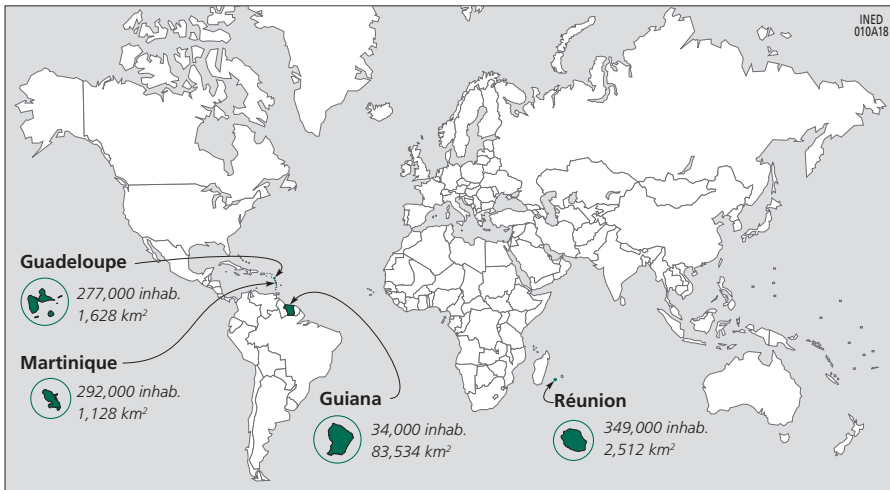 INED
010A18
Guadeloupe
277,000 inhab.
1,628 km²
Martinique
292,000 inhab.
1,128 km²
Guiana
34,000 inhab.
83,534 km²
Réunion
349,000 inhab.
2,512 km²